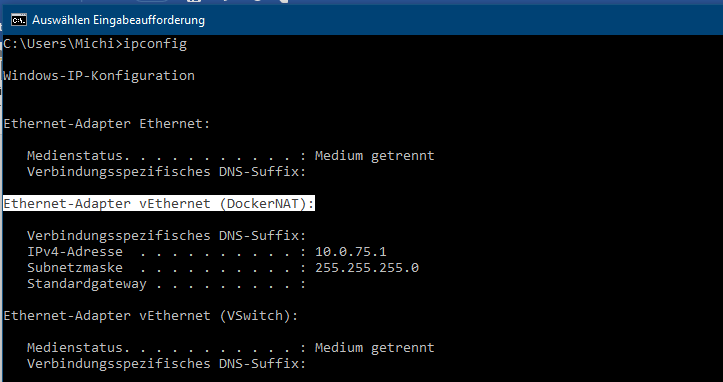 Auswählen Eingabeaufforderung
C:\Users\Michi>ipconfig
Windows-IP-Konfiguration
Ethernet-Adapter Ethernet:
Medienstatus. . . . . . . . . . . : Medium getrennt
Verbindungsspezifisches DNS-Suffix:
Ethernet-Adapter vEthernet (DockerNAT):
Verbindungsspezifisches DNS-Suffix:
IPv4-Adresse  . . . . . . . . . . : 10.0.75.1
Subnetzmaske  . . . . . . . . . . : 255.255.255.0
Standardgateway . . . . . . . . . :
Ethernet-Adapter vEthernet (VSwitch):
Medienstatus. . . . . . . . . . . : Medium getrennt
Verbindungsspezifisches DNS-Suffix: